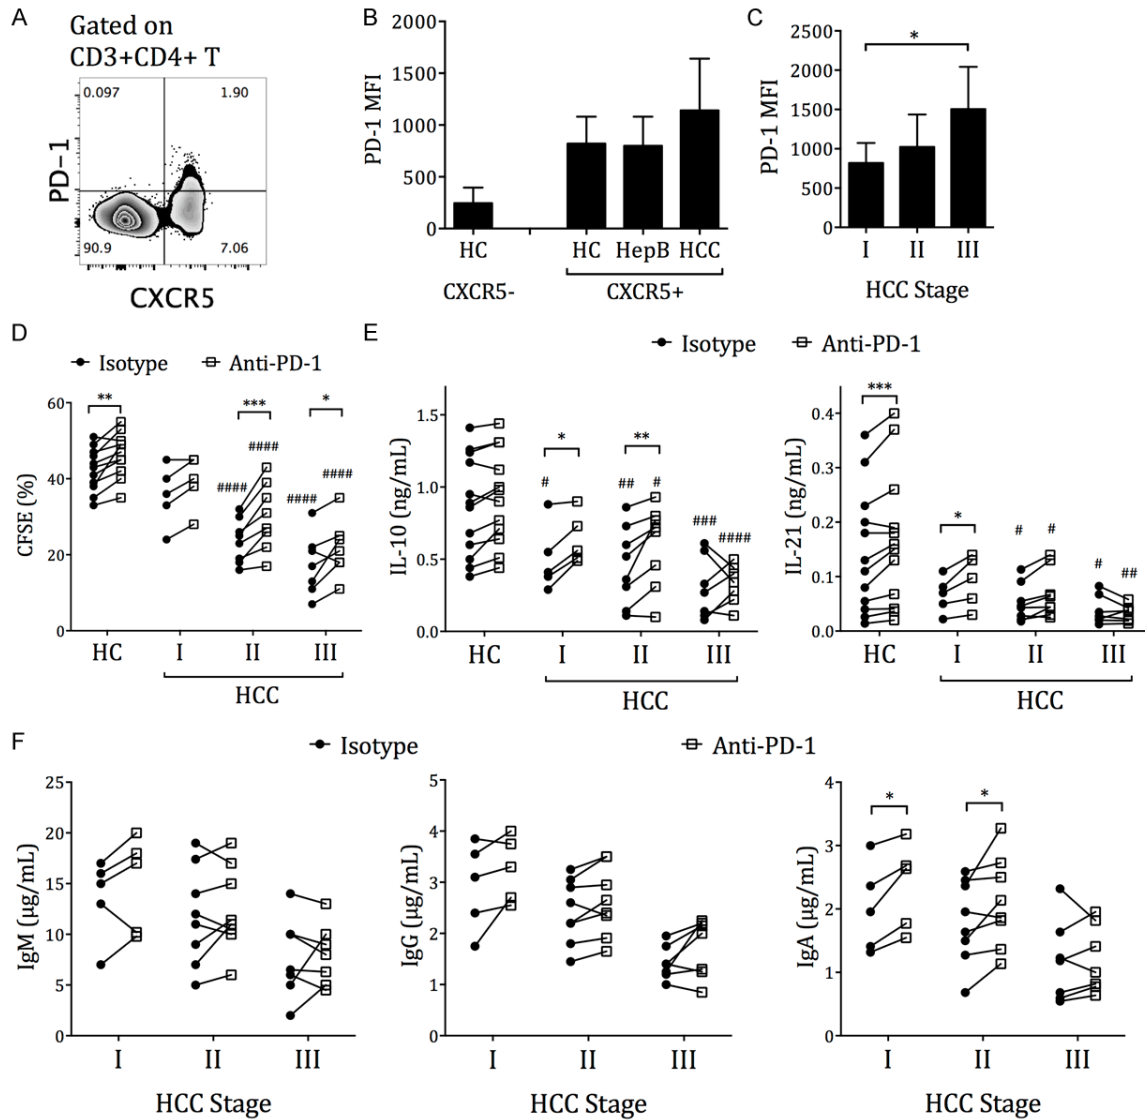 A
Gated on
CD3+CD4+ T
0.097 1.90
90.9 7.06
PD-1
CXCR5
B
2000
1500
1000
500
0
PD-1 MFI
HC HC HepB HCC
CXCR5- CXCR5+
C
2500
2000
1500
1000
500
0
PD-1 MFI
*
I II III
HCC Stage
D
Isotype Anti-PD-1
60
40
20
0
CFSE (%)
** *** *
#### #### #### ####
HC I II III
HCC
E
Isotype Anti-PD-1
1.5
1.0
0.5
0.0
IL-10 (ng/mL)
* **
# ## # ### ####
HC I II III
HCC
0.4
0.3
0.2
0.1
0.0
IL-21 (ng/mL)
*** *
# # # ##
HC I II III
HCC
F
Isotype Anti-PD-1
25
20
15
10
5
0
IgM (μg/mL)
I II III
HCC Stage
5
4
3
2
1
0
IgG (μg/mL)
I II III
HCC Stage
4
3
2
1
0
IgA (μg/mL)
* *
I II III
HCC Stage